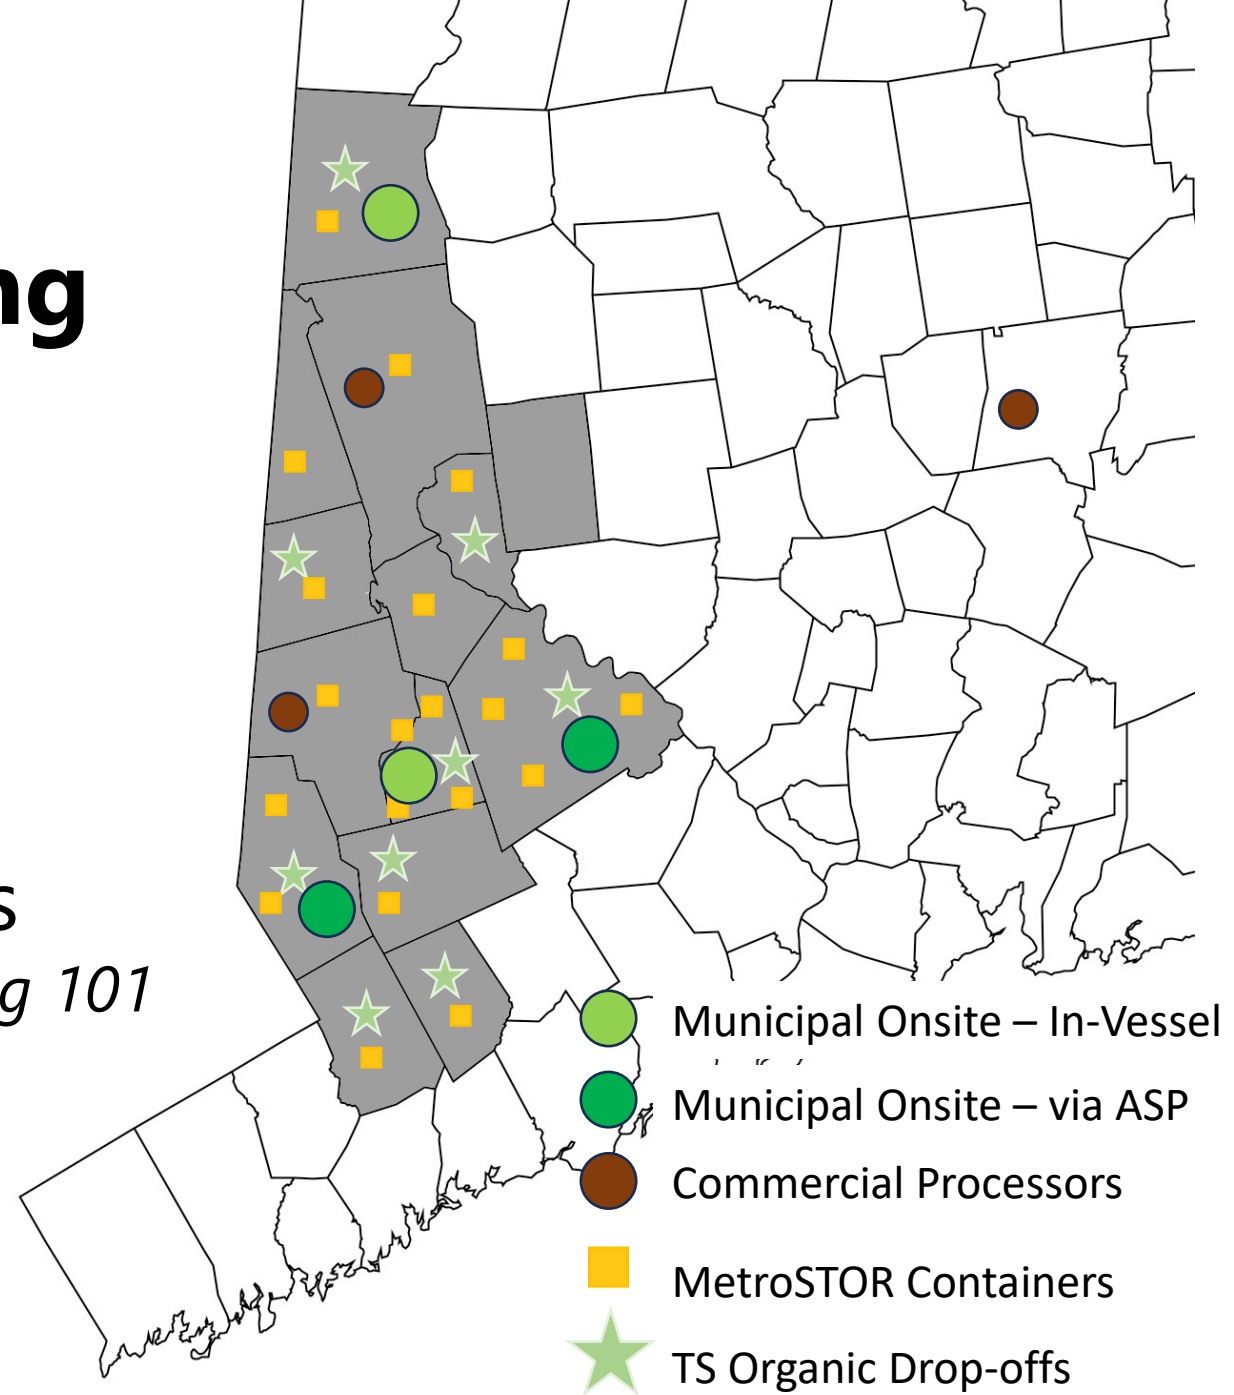 ng
s
g 101
Municipal Onsite – In-Vessel
Municipal Onsite – via ASP
Commercial Processors
MetroSTOR Containers
TS Organic Drop-offs